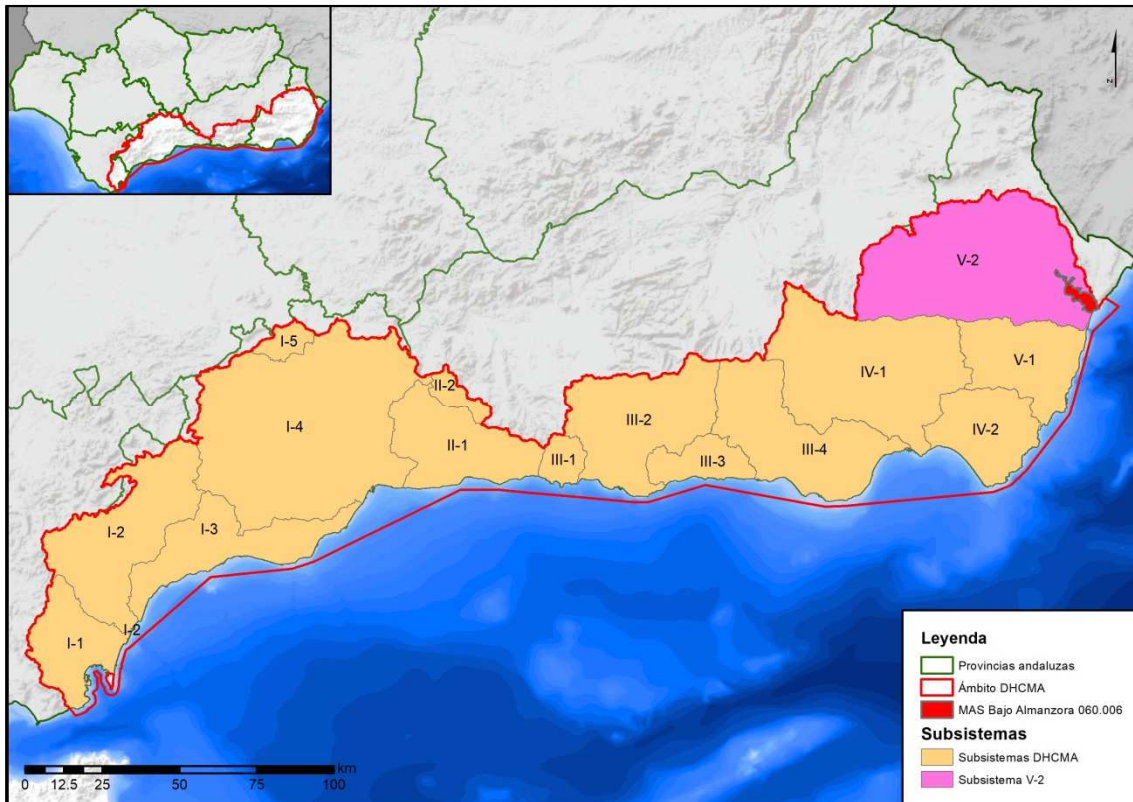 N
V-2
I-5
IV-1
V-1
II-2
I-4
III-2
IV-2
II-1
III-1
III-3
III-4
I-3
I-2
I-2
I-1
km
0 12.5 25 50 75 100
Leyenda
Provincias andaluzas
Ámbito DHCMA
MAS Bajo Almanzora 060.006
Subsistemas
Subsistemas DHCMA
Subsistema V-2